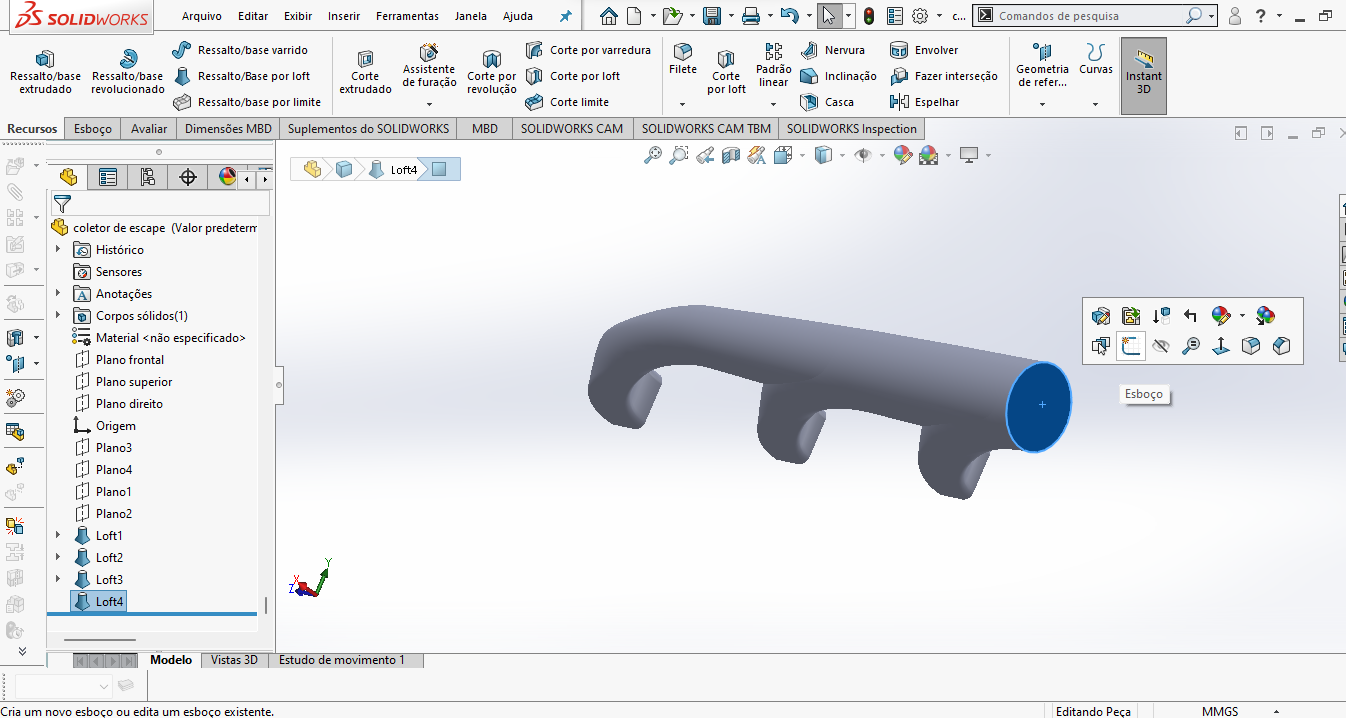 SOLIDWORKS
Arquivo Editar Exibir Inserir Ferramentas Janela Ajuda
c...
Comandos de pesquisa
?
Ressalto/base extrudado
Ressalto/base revolucionado
Ressalto/base varrido
Ressalto/Base por loft
Ressalto/base por limite
Corte extrudado
Assistente de furação
Corte por revolução
Corte por varredura
Corte por loft
Corte limite
Filete
Corte por loft
Padrão linear
Nervura
Inclinação
Casca
Envolver
Fazer interseção
Espelhar
Geometria de refer...
Curvas
Instant 3D
Recursos Esboço Avaliar Dimensões MBD Suplementos do SOLIDWORKS MBD SOLIDWORKS CAM SOLIDWORKS CAM TBM SOLIDWORKS Inspection
Loft4
coletor de escape (Valor predeterm
Histórico
Sensores
Anotações
Corpos sólidos(1)
Material <não especificado>
Plano frontal
Plano superior
Plano direito
Origem
Plano3
Plano4
Plano1
Plano2
Loft1
Loft2
Loft3
Loft4
Esboço
Y
X
Z
Modelo Vistas 3D Estudo de movimento 1
Cria um novo esboço ou edita um esboço existente.
Editando Peça
MMGS